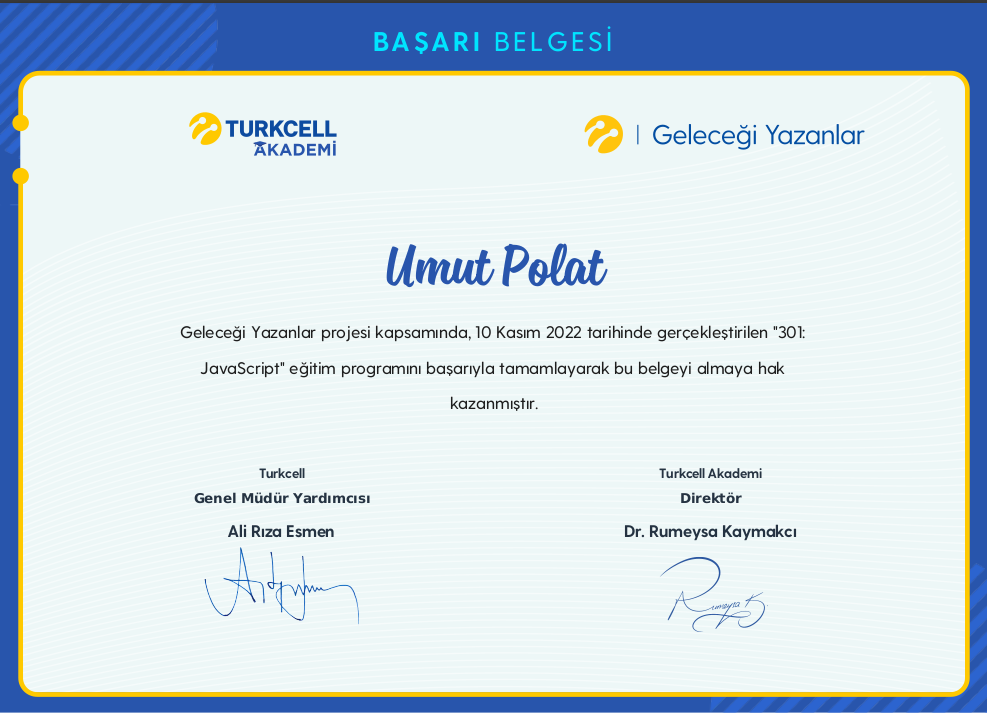 BAŞARI BELGESİ
TURKCELL
AKADEMİ
| Geleceği Yazanlar
Umut Polat
Geleceği Yazanlar projesi kapsamında, 10 Kasım 2022 tarihinde gerçekleştirilen "301:
JavaScript" eğitim programını başarıyla tamamlayarak bu belgeyi almaya hak
kazanmıştır.
Turkcell
Genel Müdür Yardımcısı
Ali Rıza Esmen
Turkcell Akademi
Direktör
Dr. Rumeysa Kaymakcı
Rumeysa K.